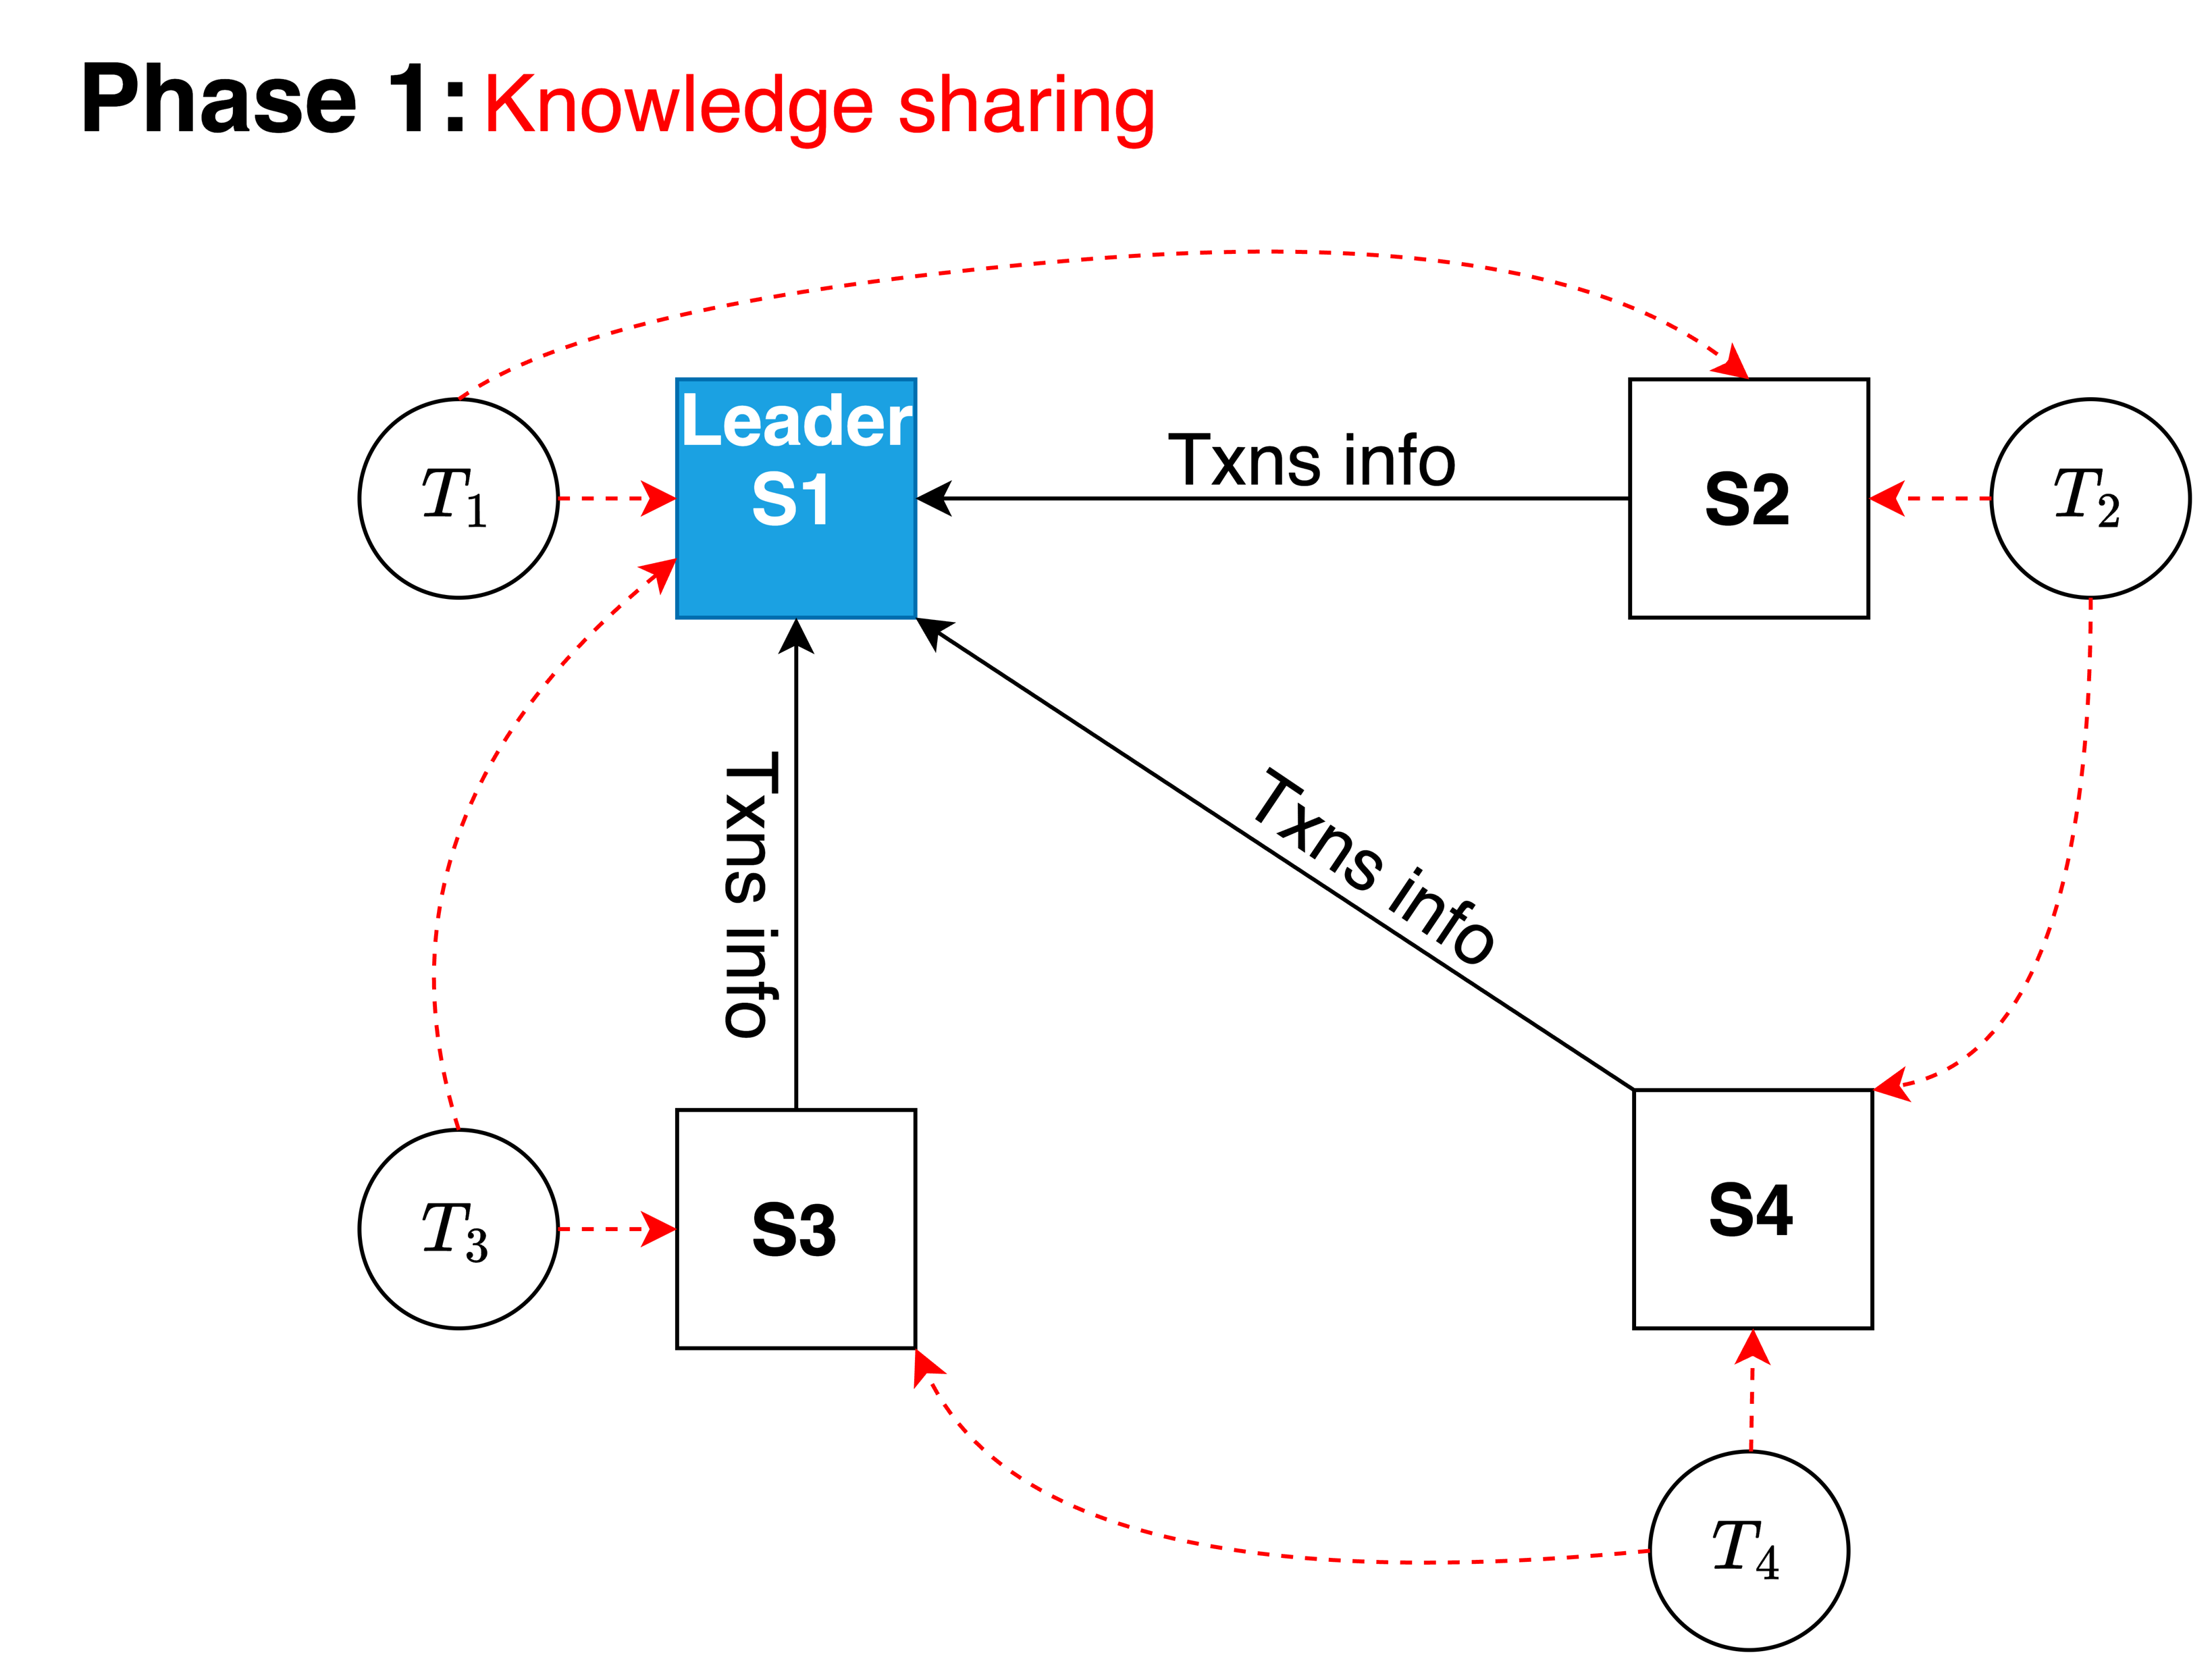 Phase 1: Knowledge sharing
Leader
S1
T1
Txns info
S2
T2
Txns info
Txns info
T3
S3
S4
T4